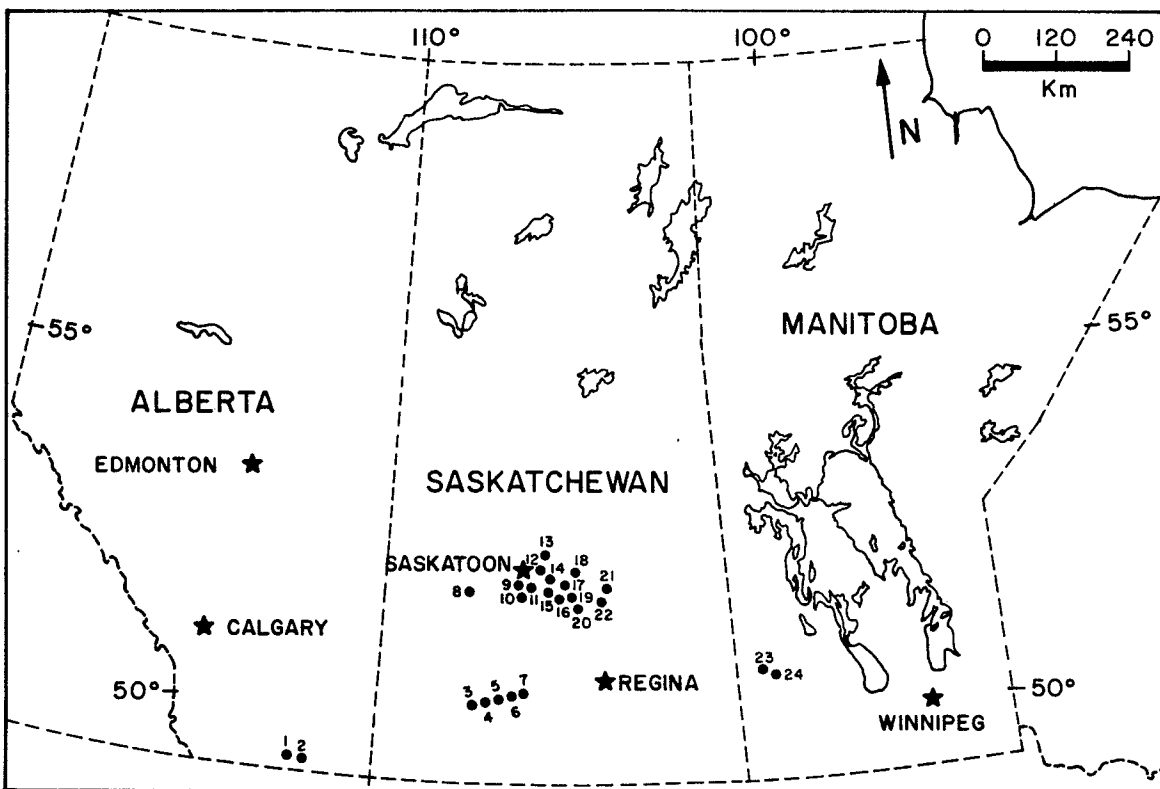 110°
100°
0 120 240
Km
N
55°
MANITOBA
55°
ALBERTA
EDMONTON
SASKATCHEWAN
13
SASKATOON
12
18
14
21
8
9
17
10
11
15
19
22
16
20
CALGARY
23
24
50°
3
5
7
4
6
REGINA
50°
WINNIPEG
1
2